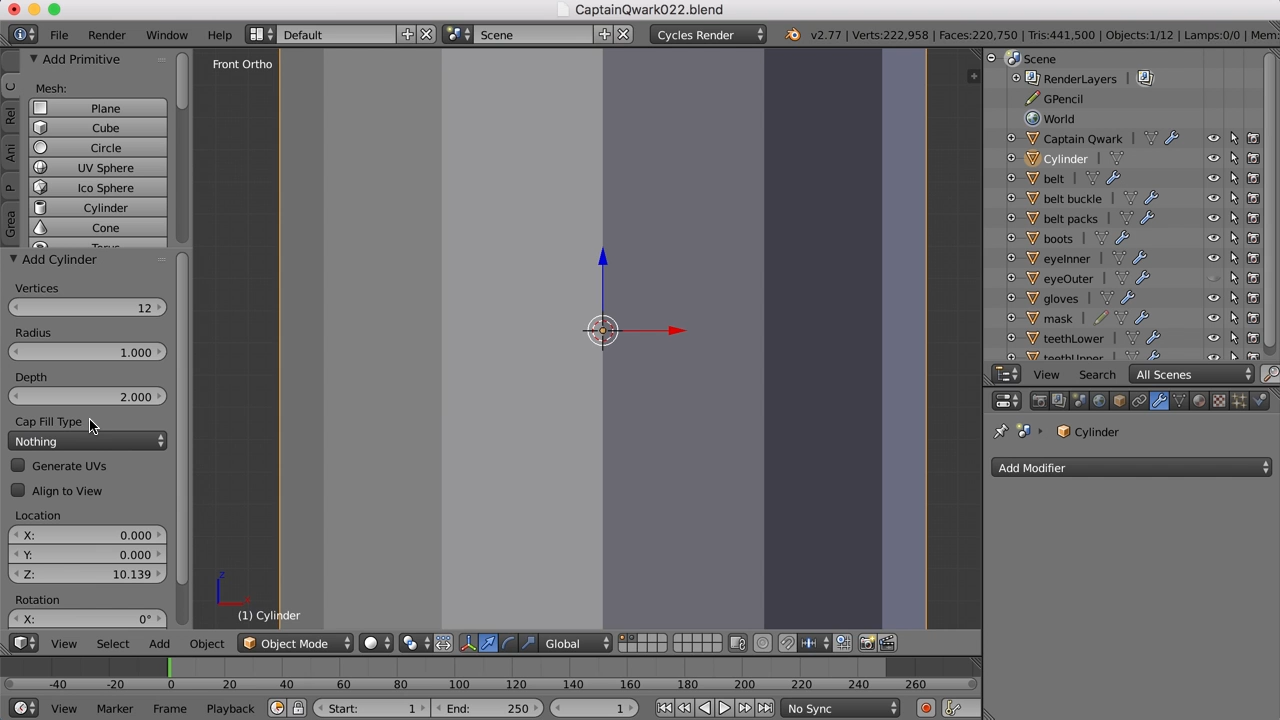 CaptainQwark022.blend
File Render Window Help Default Scene Cycles Render v2.77 | Verts:222,958 | Faces:220,750 | Tris:441,500 | Objects:1/12 | Lamps:0/0 | Mem:
Add Primitive
Mesh:
Plane
Cube
Circle
UV Sphere
Ico Sphere
Cylinder
Cone
Torus
C
Rel
Ani
P
Grea
Add Cylinder
Vertices
12
Radius
1.000
Depth
2.000
Cap Fill Type
Nothing
Generate UVs
Align to View
Location
X: 0.000
Y: 0.000
Z: 10.139
Rotation
X: 0°
Front Ortho
z
(1) Cylinder
View Select Add Object Object Mode Global
-40 -20 0 20 40 60 80 100 120 140 160 180 200 220 240 260
View Marker Frame Playback Start: 1 End: 250 1 No Sync
Scene
RenderLayers |
GPencil
World
Captain Qwark |
Cylinder |
belt |
belt buckle |
belt packs |
boots |
eyeInner |
eyeOuter |
gloves |
mask |
teethLower |
teethUpper |
View Search All Scenes
Cylinder
Add Modifier